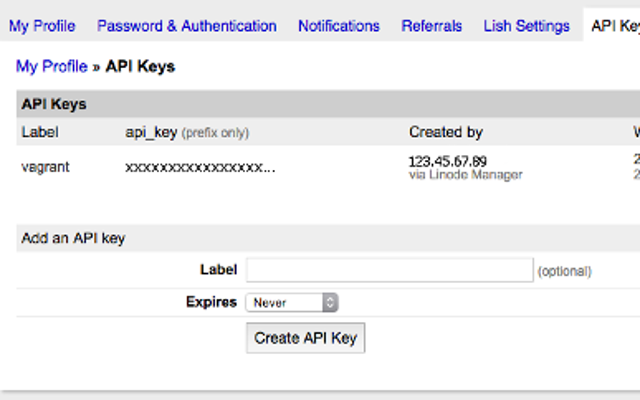 My Profile Password & Authentication Notifications Referrals Lish Settings API Key
My Profile » API Keys
API Keys
Label api_key (prefix only) Created by W
vagrant xxxxxxxxxxxxxxxx... 123.45.67.89 2
via Linode Manager 2
Add an API key
Label (optional)
Expires Never
Create API Key